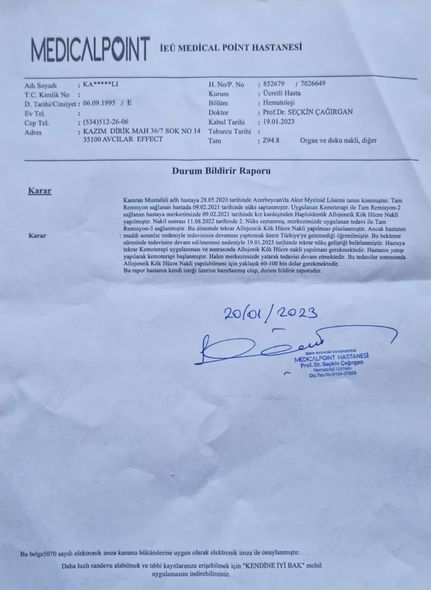 MEDICALPOINT İEÜ MEDİCAL POINT HASTANESİ
Adı Soyadı : KA*****LI H. No/P. No : 852679 / 7026649
T.C. Kimlik No : Kurum : Ücretli Hasta
D. Tarihi/Cinsiyet : 06.09.1995 / E Bölüm : Hematoloji
Ev Tel. : Doktor : Prof.Dr. SEÇKİN ÇAĞIRGAN
Cep Tel. : (534)512-26-06 Kabul Tarihi : 19.01.2023
Adres : KAZIM DİRİK MAH 36/7 SOK NO 14 Taburcu Tarihi :
35100 AVCILAR EFFECT Tanı : Z94.8 Organ ve doku nakli, diğer
Durum Bildirir Raporu
Karar
Kamran Mustafali adlı hastaya 28.05.2020 tarihinde Azerbeycan'da Akut Myeloid Lösemi tanısı konmuştur. Tam
Remisyon sağlanan hastada 09.02.2021 tarihinde nüks saptanmıştır. Uygulanan Kemoterapi ile Tam Remisyon-2
sağlanan hastaya merkezimizde 09.02.2021 tarihinde kız kardeşinden Haploidentik Allojeneik Kök Hücre Nakli
yapılmıştır. Nakil sonrası 11.08.2022 tarihinde 2. Nüks saptanmış, merkezimizde uygulanan tedavi ile Tam
Remisyon-3 sağlanmıştır. Bu dönemde tekrar Allojeneik Kök Hücre Nakli yapılması planlanmıştır. Ancak hastanın
Karar maddi sorunlar nedeniyle tedavisinin devamını yaptırmak üzere Türkiye'ye gelemediği öğrenilmiştir. Bu bekleme
süresinde tedavisine devam edilmemesi nedeniyle 19.01.2023 tarihinde tekrar nüks geliştiği belirlenmiştir. Hastaya
tekrar Kemoterapi uygulanması ve sonrasında Allojeneik Kök Hücre Nakli yapılması gerekmektedir. Hastanın yatışı
yapılarak kemoterapi başlanmıştır. Halen merkezimizde yatarak tedavisi devam etmektedir. Bu tedaviler sonrasında
Allojeneik Kök Hücre Nakli yapılabilmesi için yaklaşık 60-100 bin dolar gerekmektedir.
Bu rapor hastanın kendi isteği üzerine hazırlanmış olup, durum bildirir raporudur.
20/01/2023
İZMİR EKONOMİ ÜNİVERSİTESİ
MEDICALPOINT HASTANESİ
Prof. Dr. Seçkin Çağırgan
Hematoloji Uzmanı
Bu belge5070 sayılı elektronik imza kanunu hükümlerine uygun olarak elektronik imza ile onaylanmıştır.
Daha hızlı randevu alabilmek ve tıbbi kayıtlarınıza erişebilmek için "KENDİNE İYİ BAK" mobil
uygulamasını indirebilirsiniz.